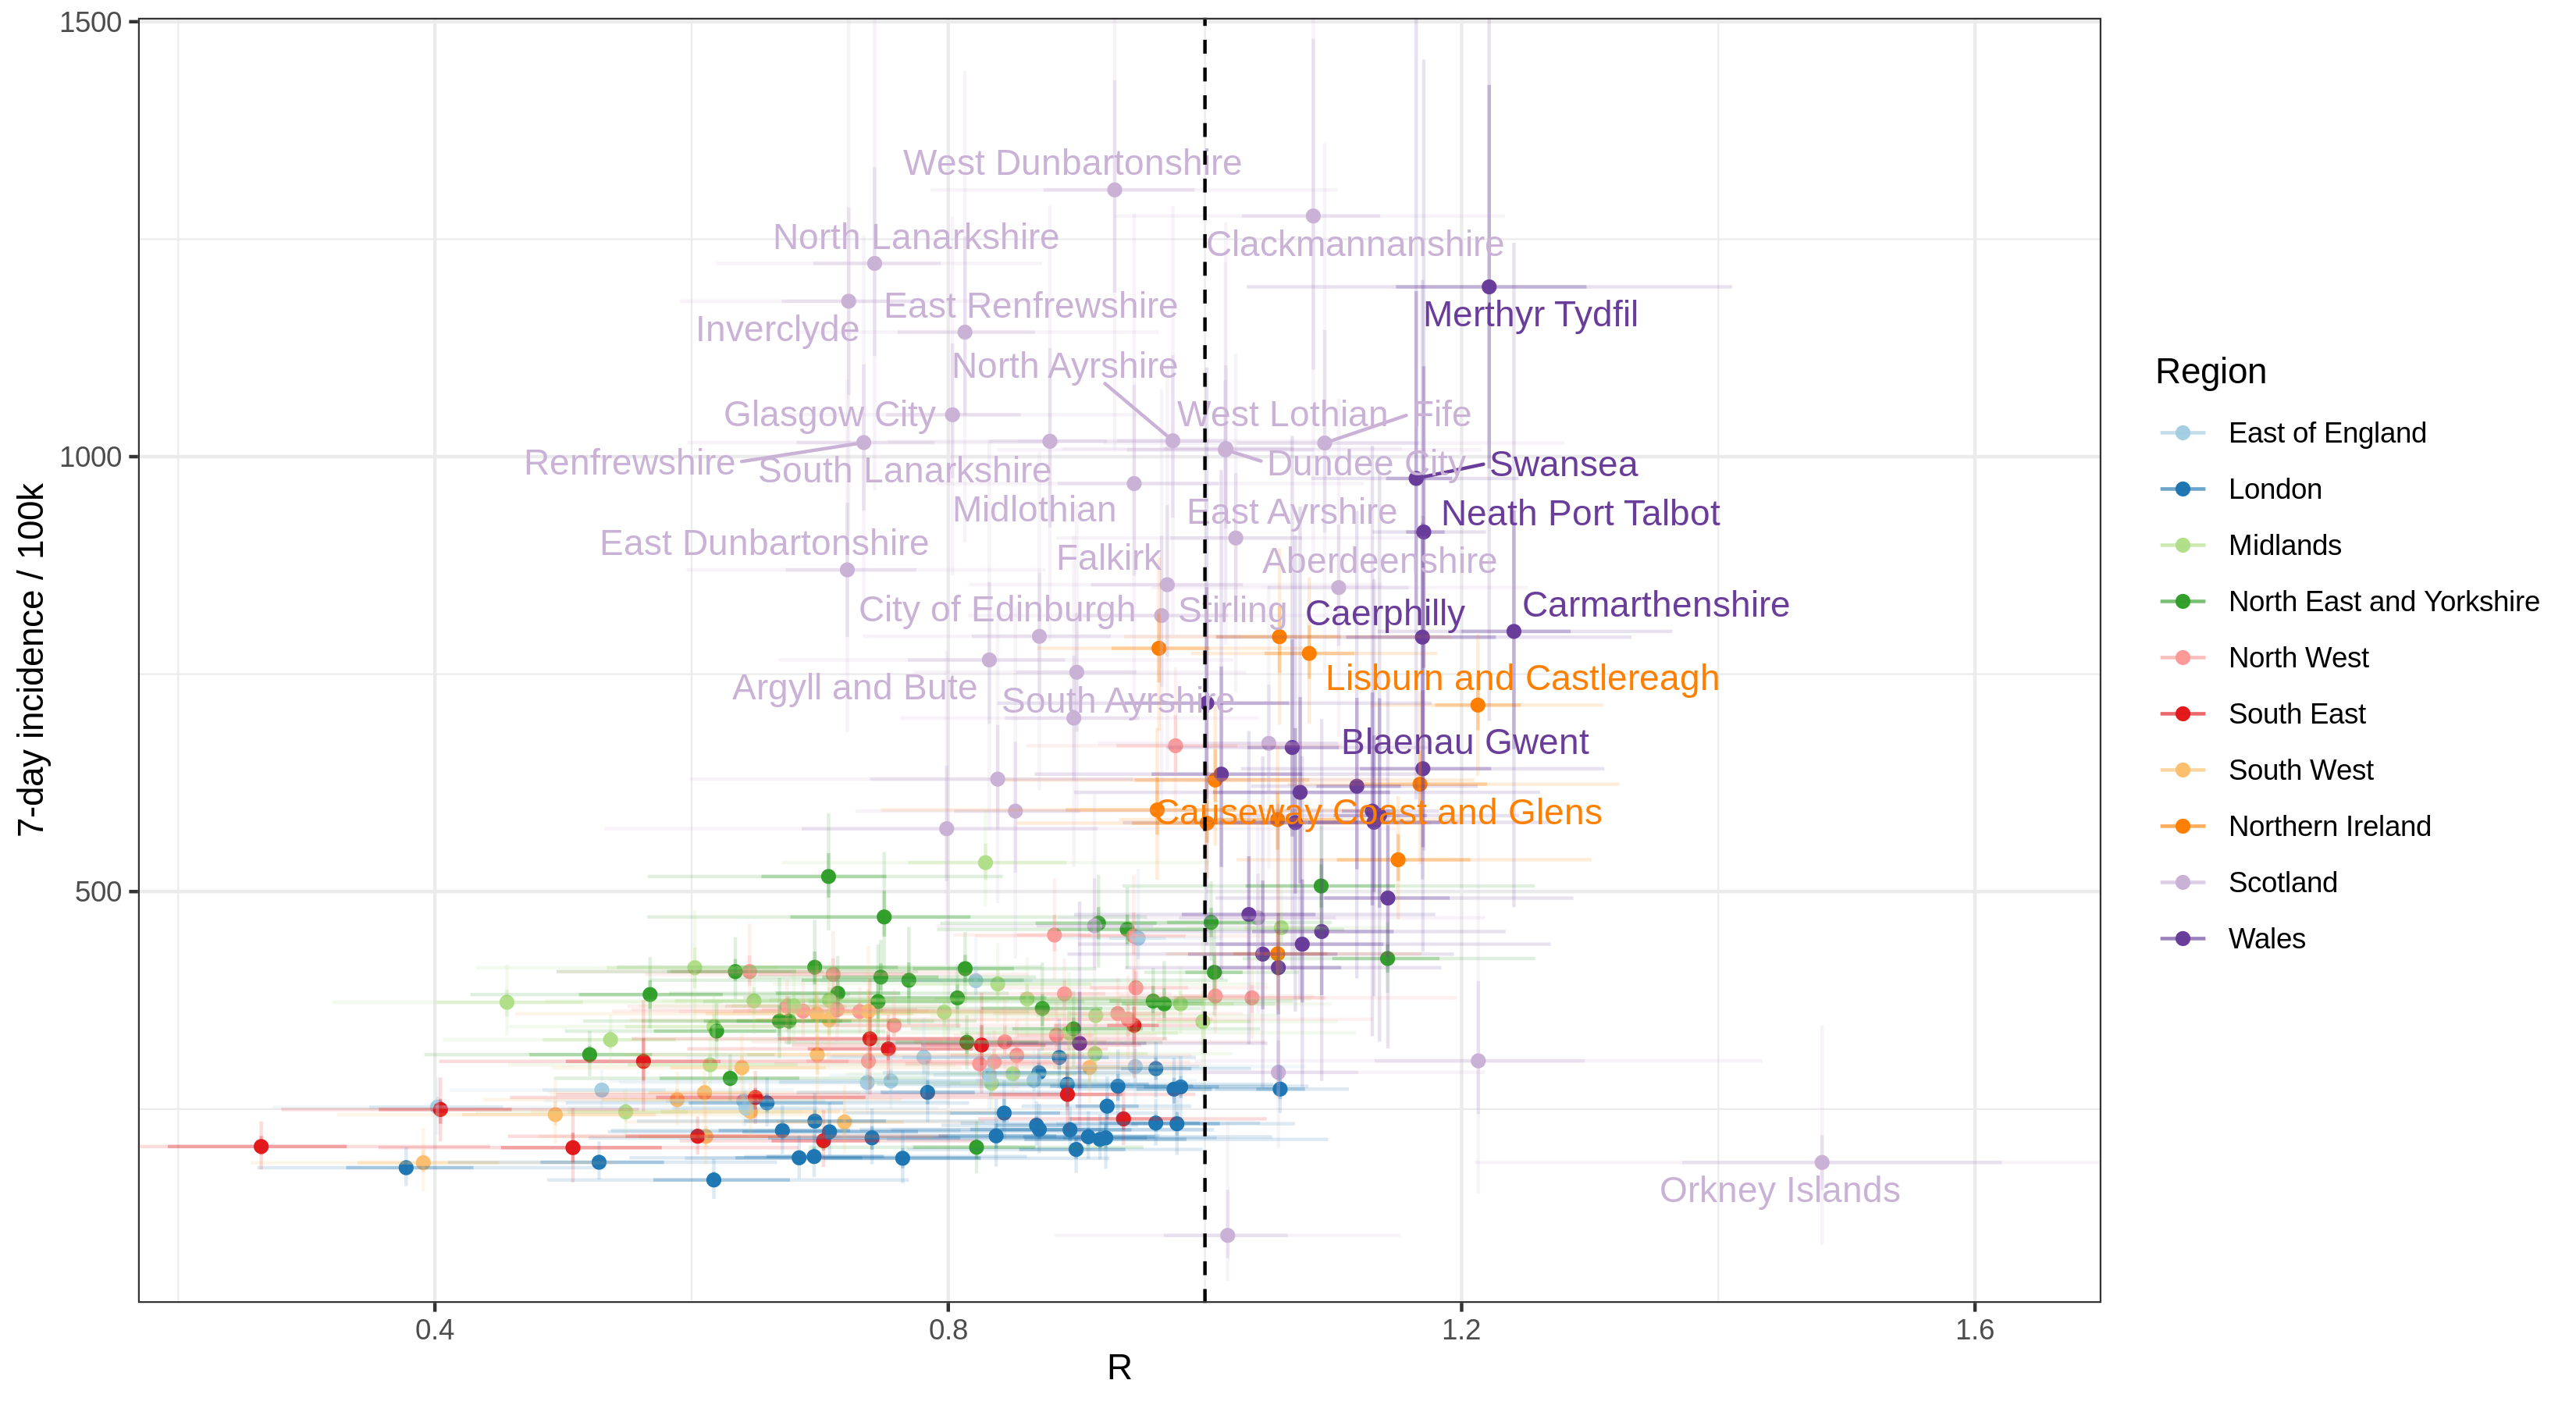 1500
1000
500
7-day incidence / 100k
West Dunbartonshire
North Lanarkshire
Clackmannanshire
East Renfrewshire
Inverclyde
Merthyr Tydfil
North Ayrshire
Glasgow City
West Lothian
Fife
Renfrewshire
South Lanarkshire
Dundee City
Swansea
Midlothian
East Ayrshire
Neath Port Talbot
East Dunbartonshire
Falkirk
Aberdeenshire
City of Edinburgh
Stirling
Caerphilly
Carmarthenshire
Argyll and Bute
South Ayrshire
Lisburn and Castlereagh
Blaenau Gwent
Causeway Coast and Glens
Orkney Islands
0.4
0.8
1.2
1.6
R
Region
East of England
London
Midlands
North East and Yorkshire
North West
South East
South West
Northern Ireland
Scotland
Wales